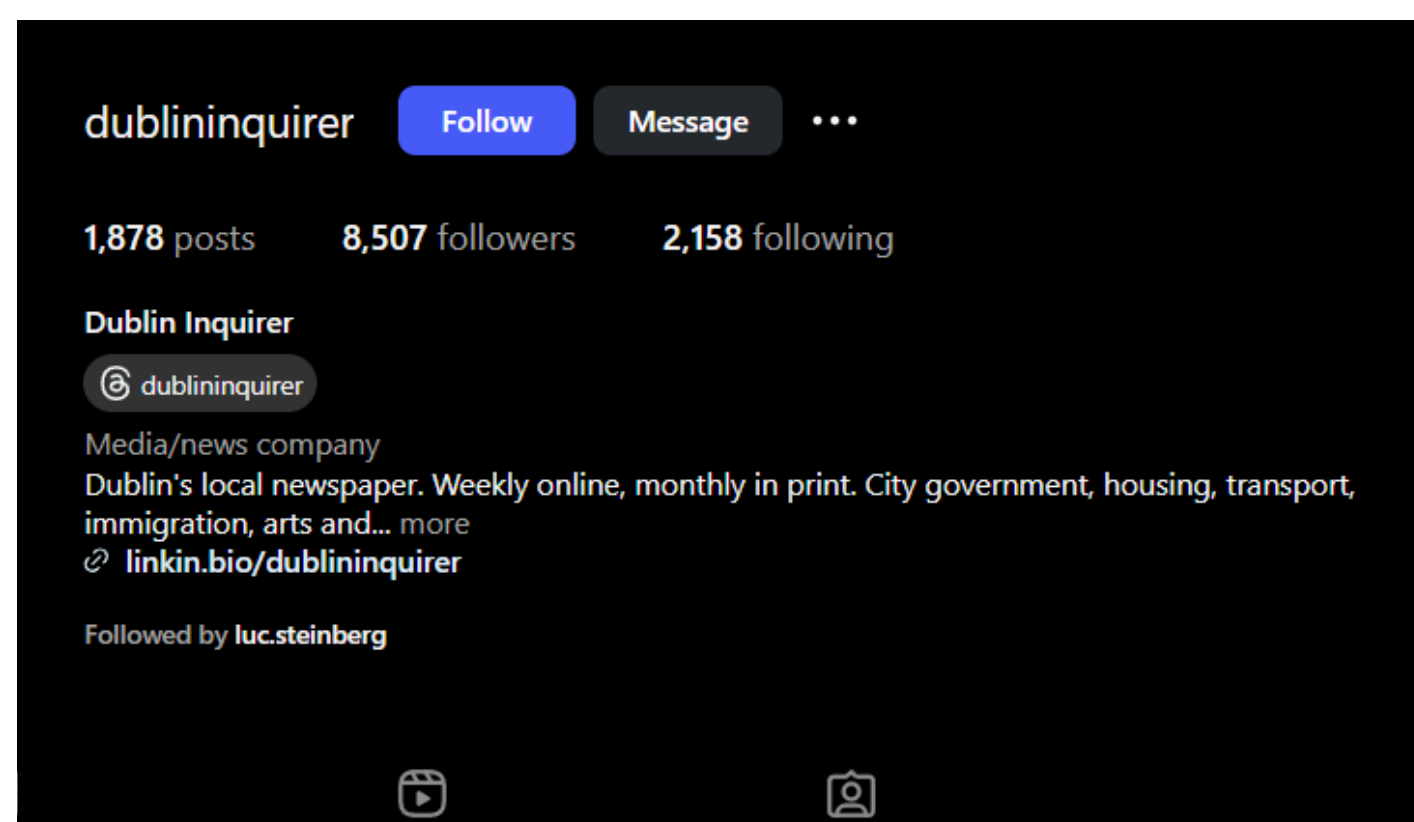 dublininquirer Follow Message
1,878 posts 8,507 followers 2,158 following
Dublin Inquirer
dublininquirer
Media/news company
Dublin's local newspaper. Weekly online, monthly in print. City government, housing, transport,
immigration, arts and... more
linkin.bio/dublininquirer
Followed by luc.steinberg